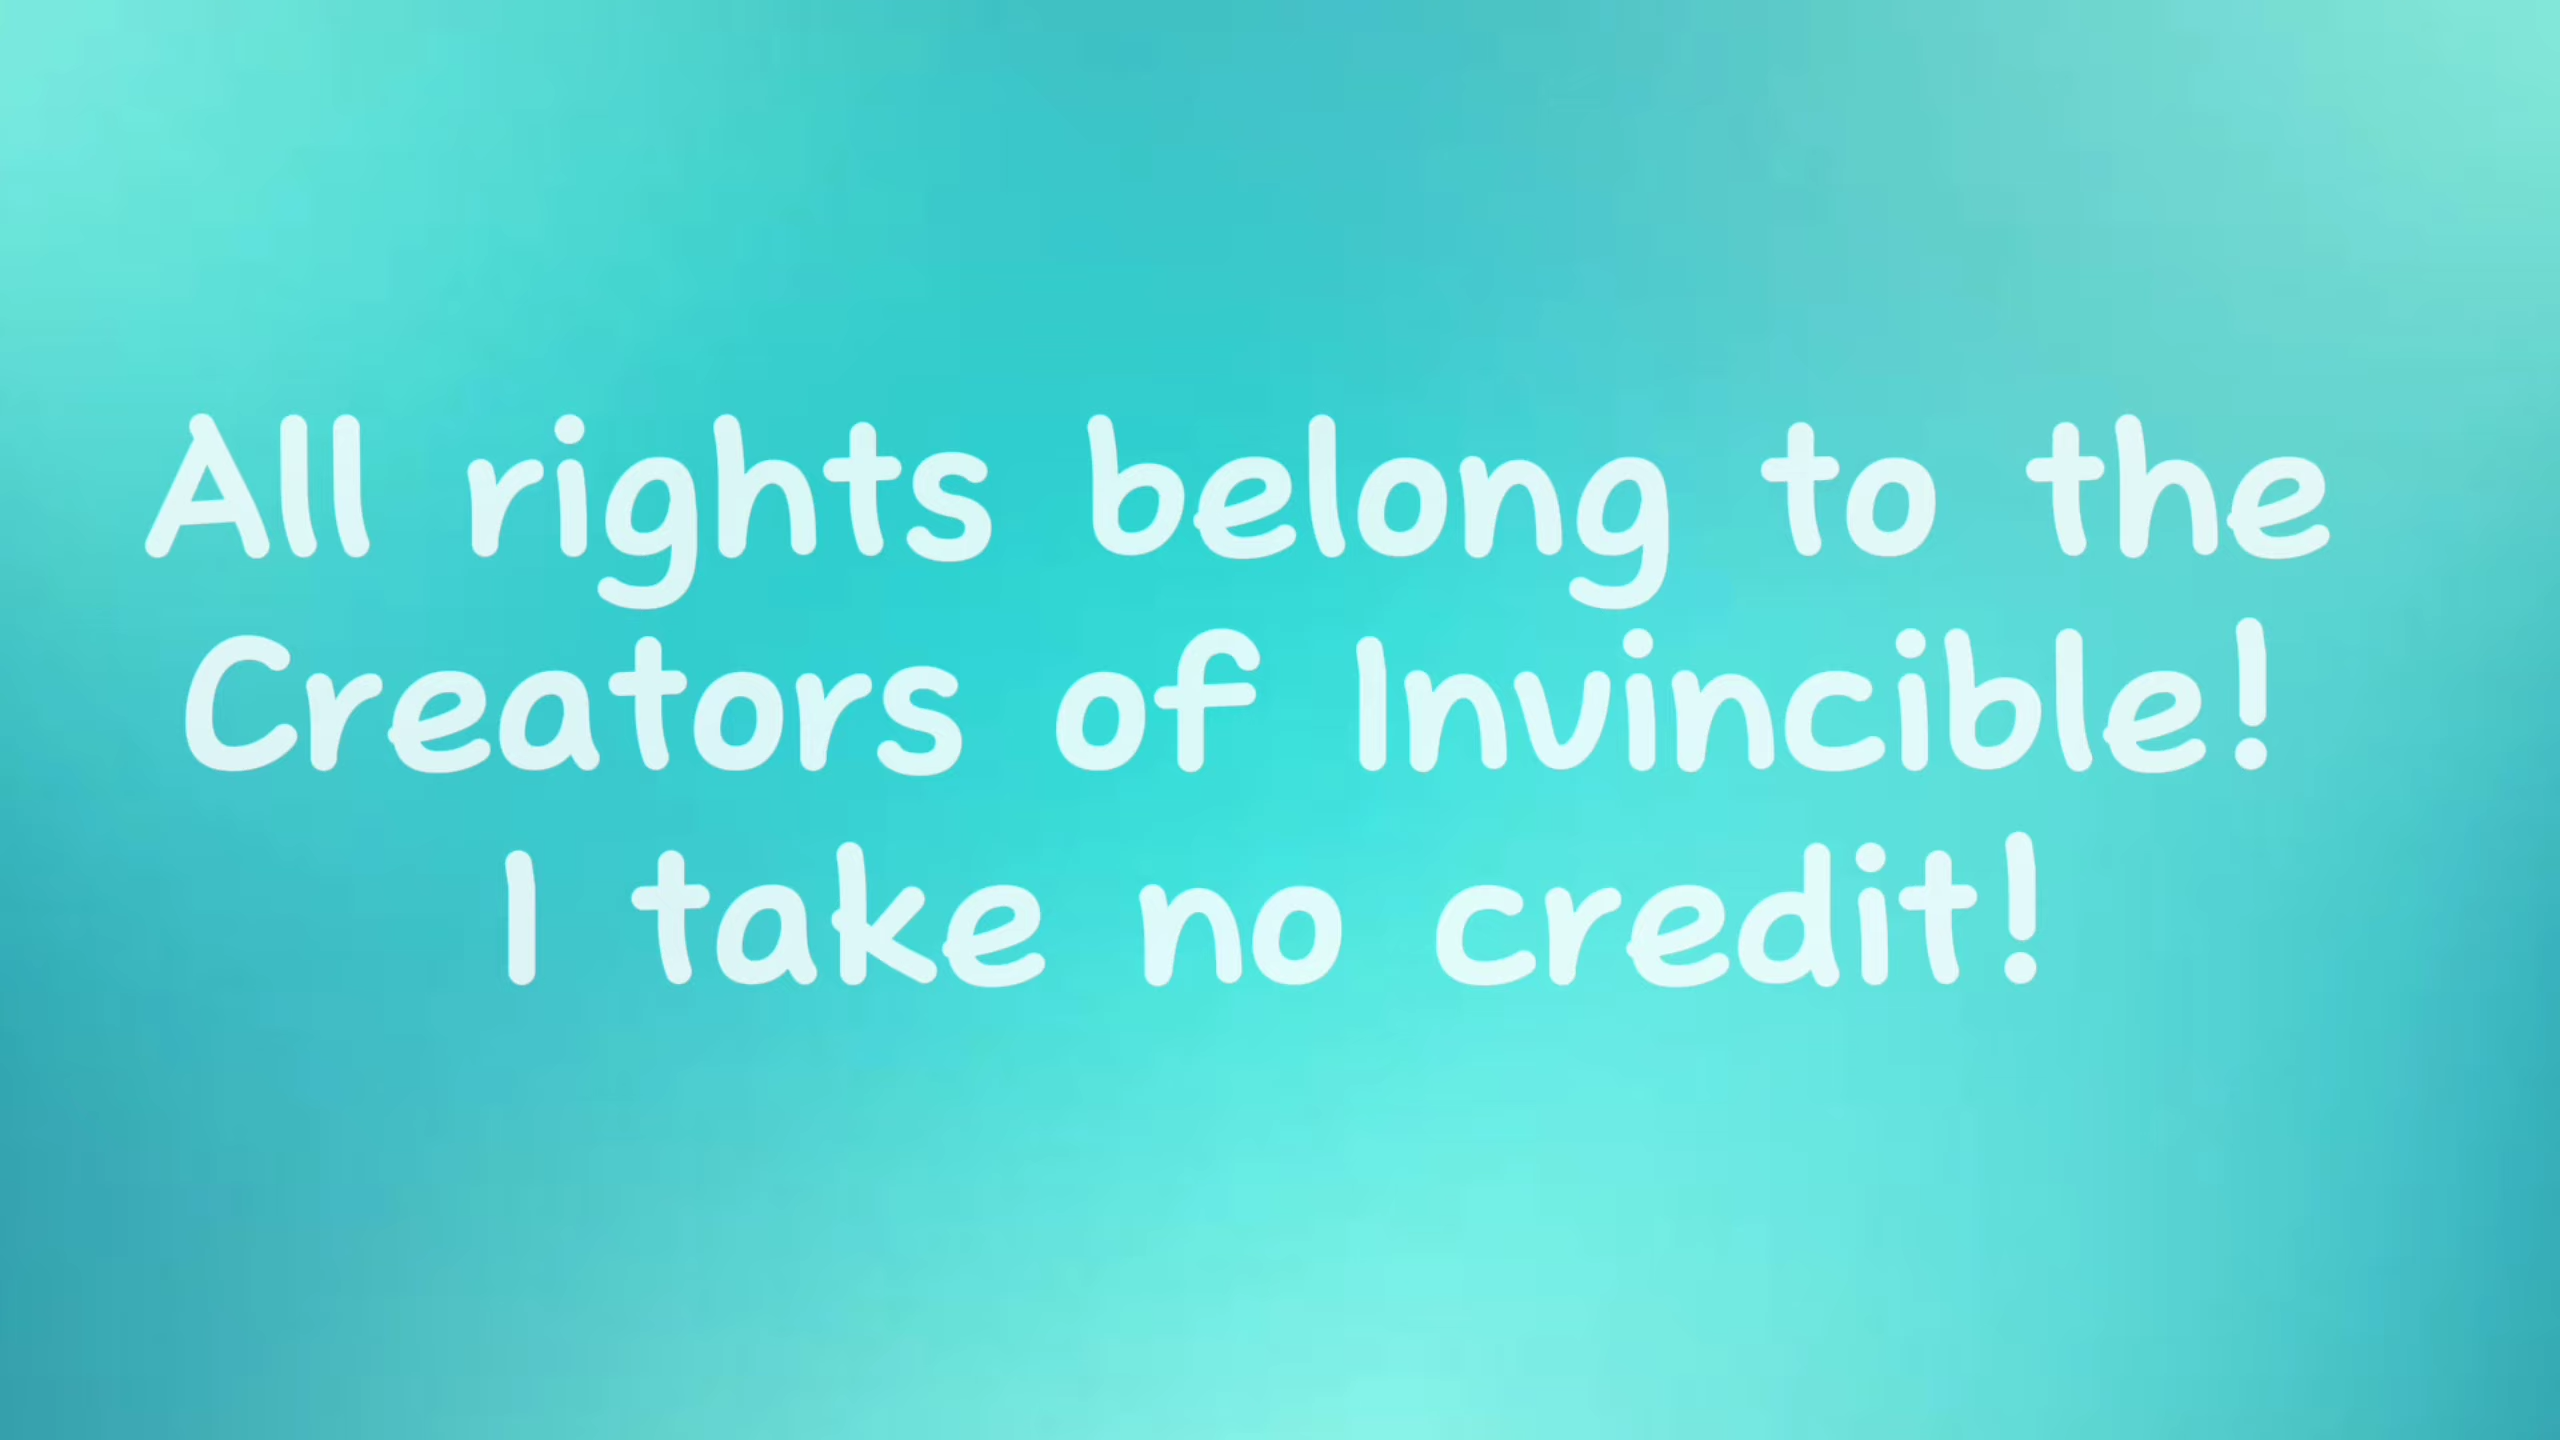 All rights belong to the
Creators of Invincible!
I take no credit!